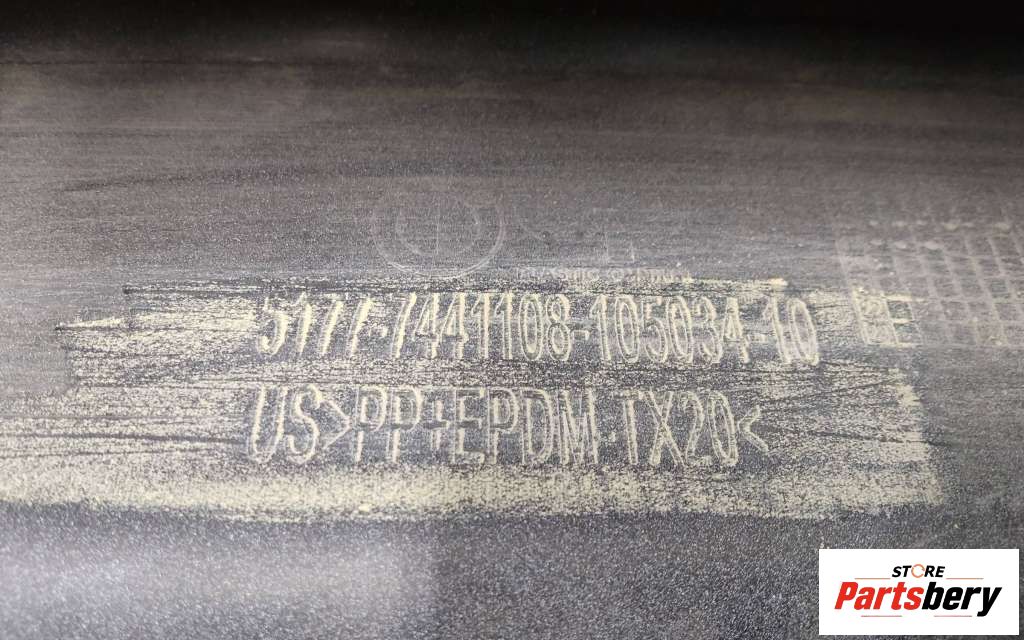 5177-7441108-105034-10
US>PP+EPDM-TX20<
STORE
Partsbery